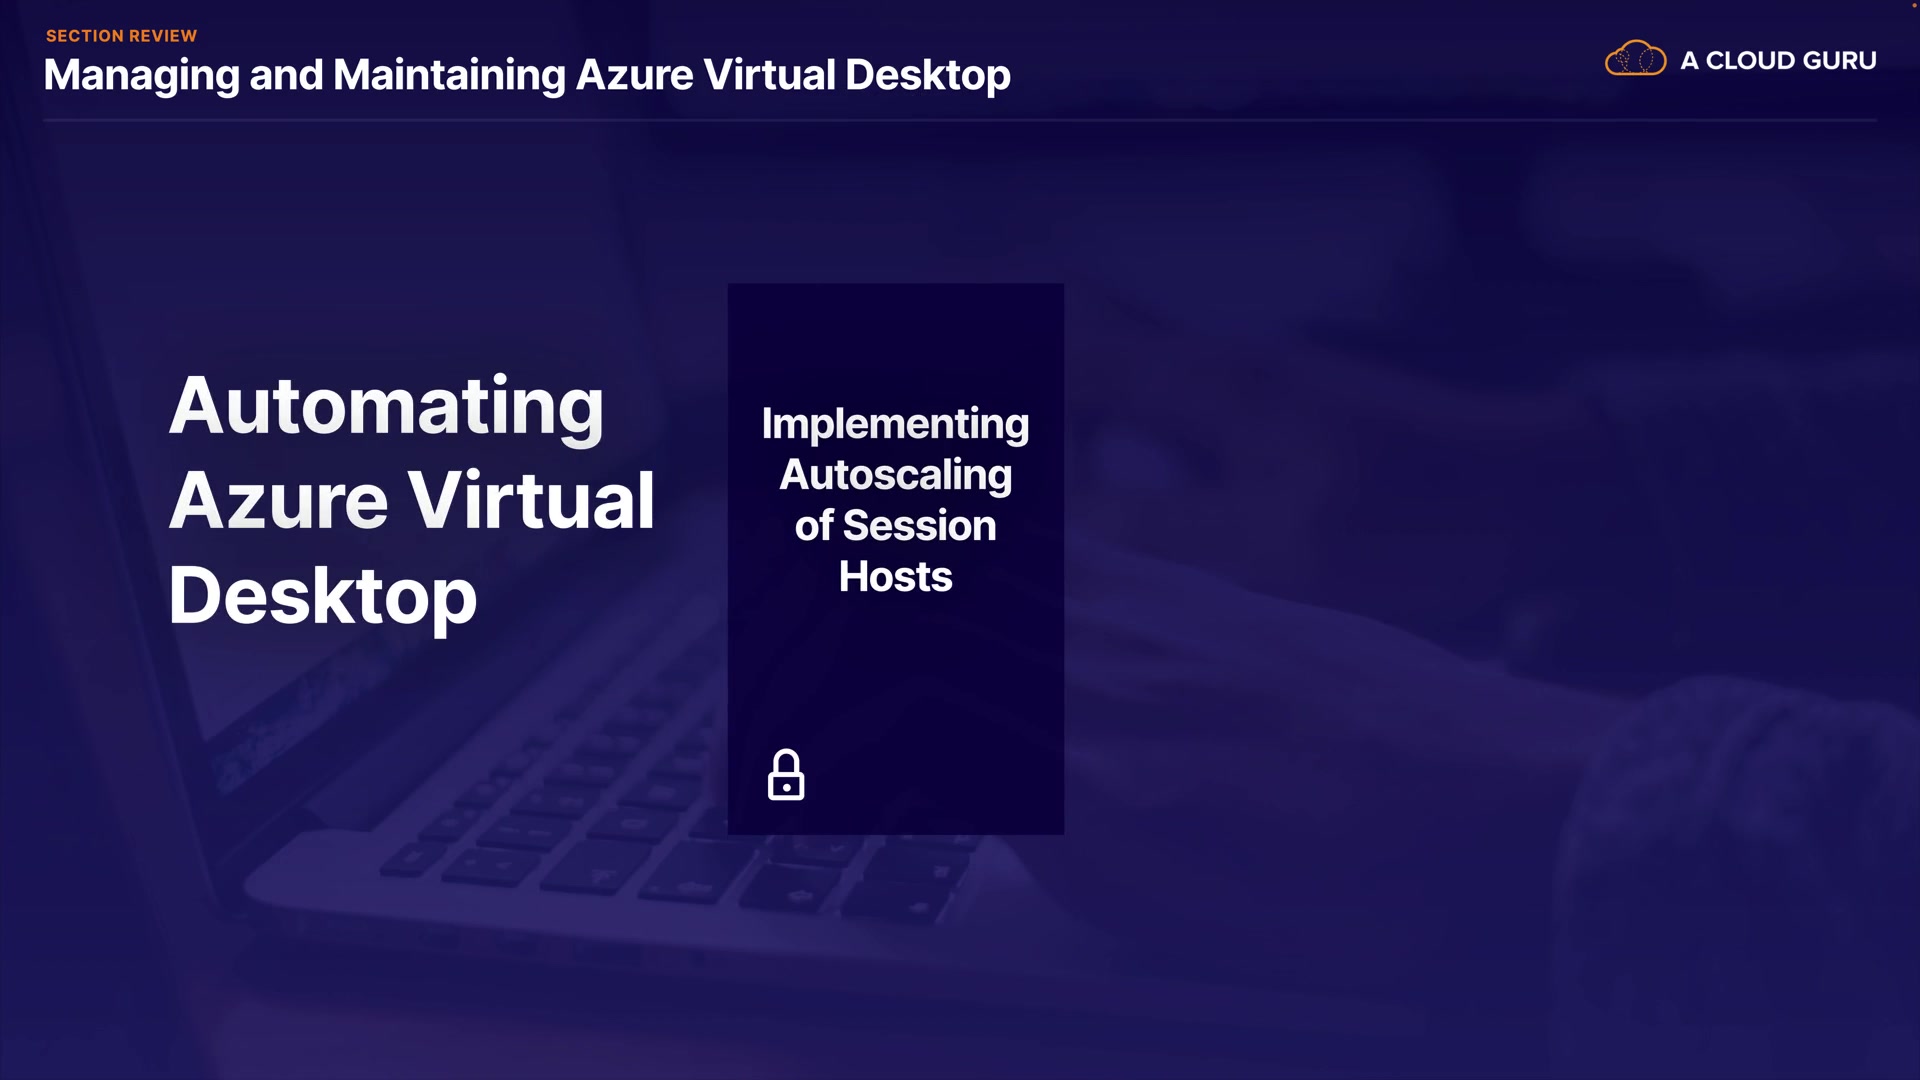 SECTION REVIEW
Managing and Maintaining Azure Virtual Desktop
A CLOUD GURU
Automating
Azure Virtual
Desktop
Implementing
Autoscaling
of Session
Hosts